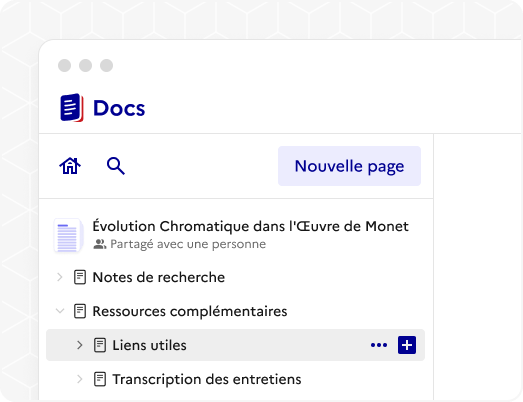 Docs
Nouvelle page
Évolution Chromatique dans l'Œuvre de Monet
Partagé avec une personne
Notes de recherche
Ressources complémentaires
Liens utiles
Transcription des entretiens